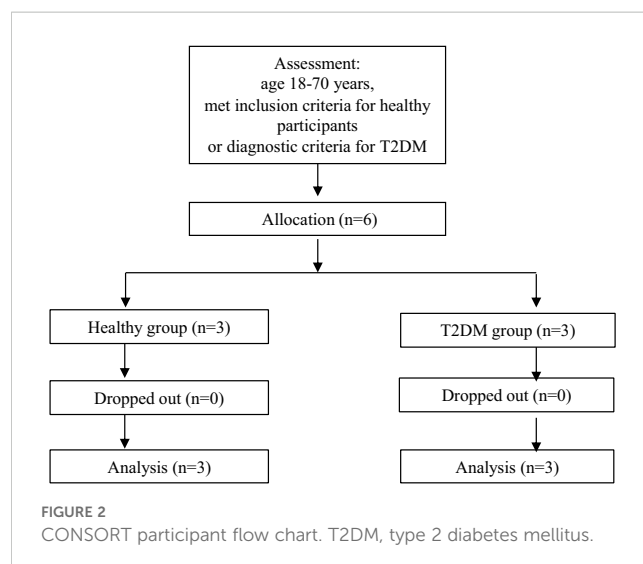 Assessment:
age 18-70 years,
met inclusion criteria for healthy
participants
or diagnostic criteria for T2DM
Allocation (n=6)
Healthy group (n=3)
T2DM group (n=3)
Dropped out (n=0)
Dropped out (n=0)
Analysis (n=3)
Analysis (n=3)
FIGURE 2
CONSORT participant flow chart. T2DM, type 2 diabetes mellitus.